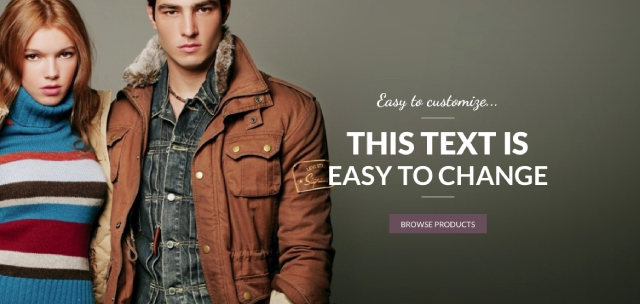 Easy to customize...
THIS TEXT IS
EASY TO CHANGE
BROWSE PRODUCTS